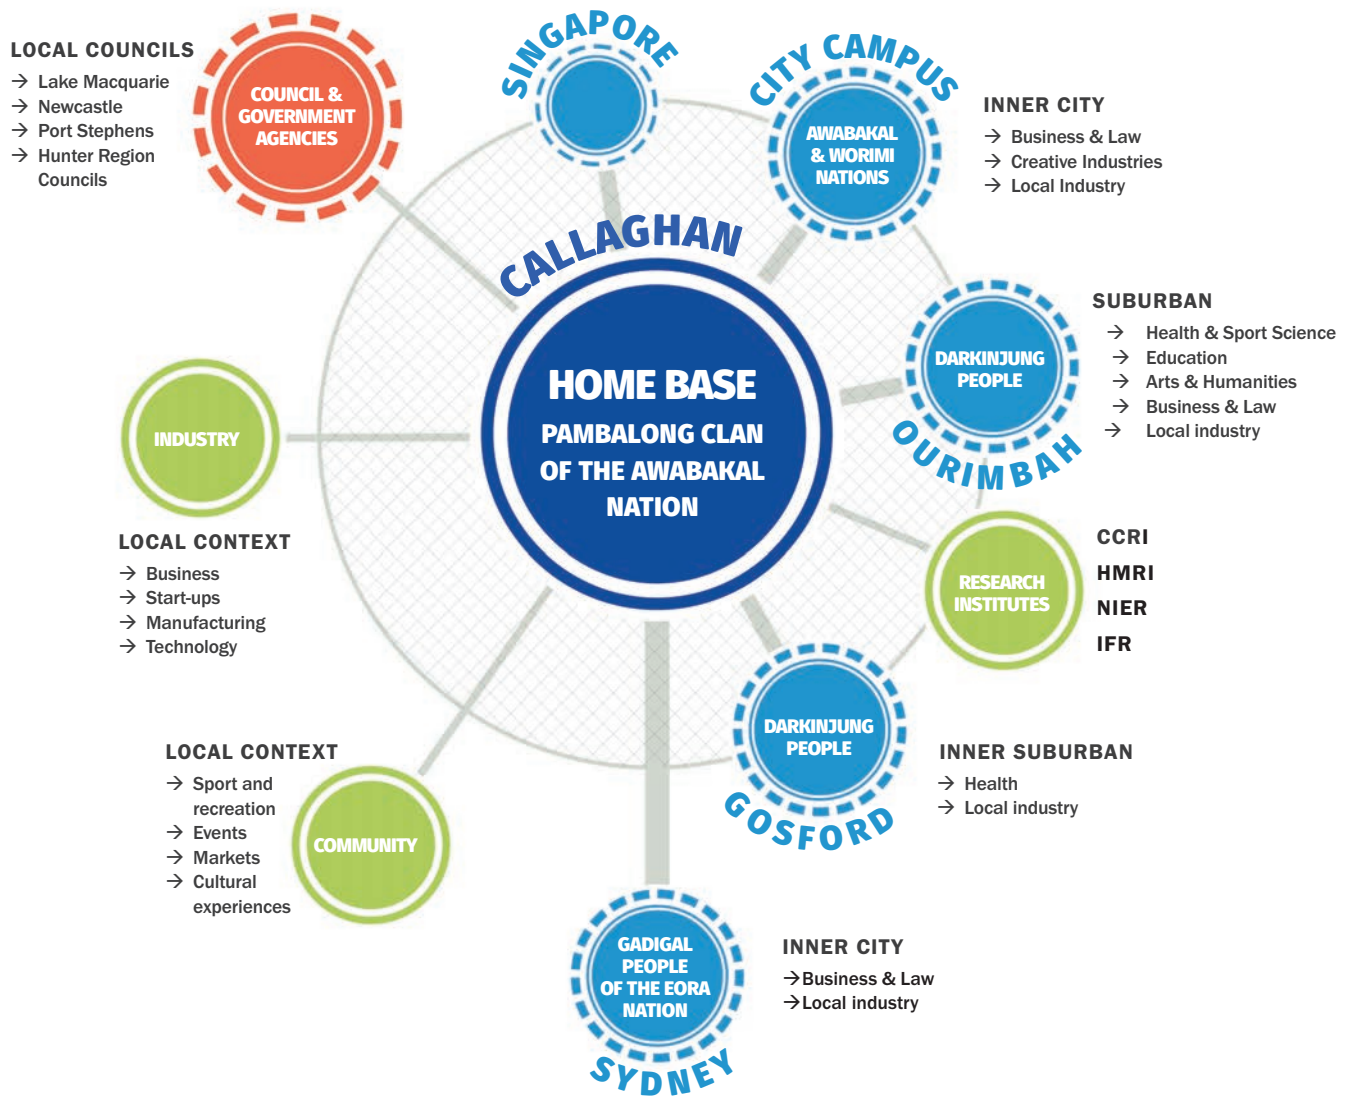 LOCAL COUNCILS
→ Lake Macquarie
→ Newcastle
→ Port Stephens
→ Hunter Region
Councils
COUNCIL &
GOVERNMENT
AGENCIES
SINGAPORE
CITY CAMPUS
AWABAKAL
& WORIMI
NATIONS
INNER CITY
→ Business & Law
→ Creative Industries
→ Local Industry
CALLAGHAN
HOME BASE
PAMBALONG CLAN
OF THE AWABAKAL
NATION
DARKINJUNG
PEOPLE
OURIMBAH
SUBURBAN
→ Health & Sport Science
→ Education
→ Arts & Humanities
→ Business & Law
→ Local industry
INDUSTRY
LOCAL CONTEXT
→ Business
→ Start-ups
→ Manufacturing
→ Technology
RESEARCH
INSTITUTES
CCRI
HMRI
NIER
IFR
LOCAL CONTEXT
→ Sport and
recreation
→ Events
→ Markets
→ Cultural
experiences
COMMUNITY
DARKINJUNG
PEOPLE
GOSFORD
INNER SUBURBAN
→ Health
→ Local industry
GADIGAL
PEOPLE
OF THE EORA
NATION
SYDNEY
INNER CITY
→Business & Law
→Local industry